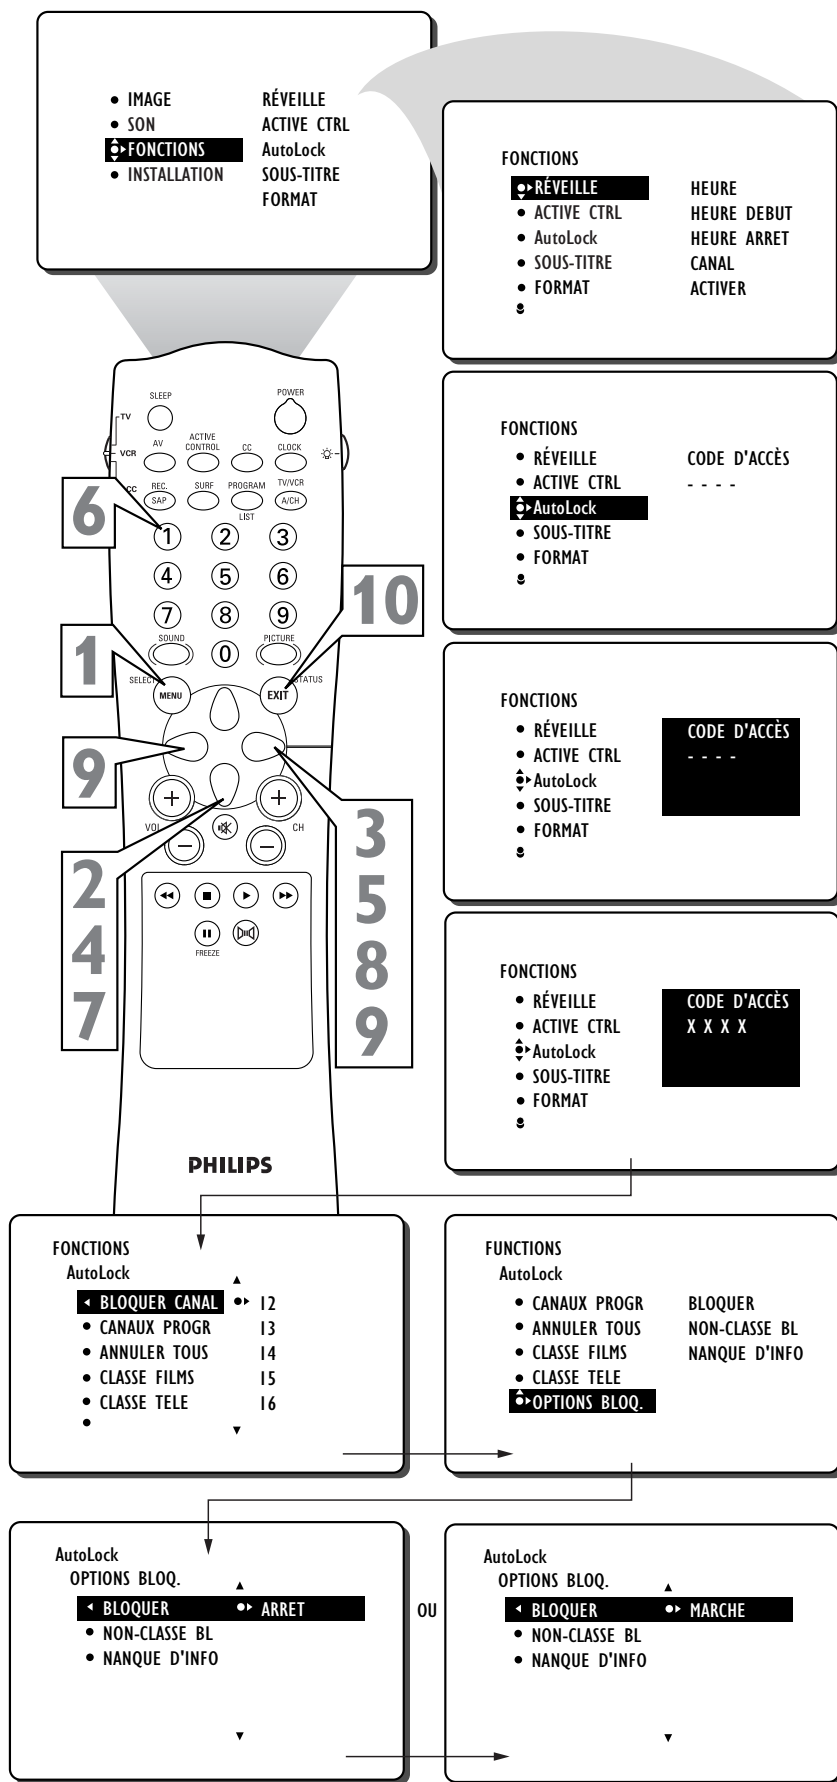 IMAGE RÉVEILLE
SON ACTIVE CTRL
FONCTIONS AutoLock
INSTALLATION SOUS-TITRE
FORMAT
FONCTIONS
RÉVEILLE HEURE
ACTIVE CTRL HEURE DEBUT
AutoLock HEURE ARRET
SOUS-TITRE CANAL
FORMAT ACTIVER
FONCTIONS
RÉVEILLE CODE D'ACCÈS
ACTIVE CTRL - - - -
AutoLock
SOUS-TITRE
FORMAT
FONCTIONS
RÉVEILLE CODE D'ACCÈS
ACTIVE CTRL - - - -
AutoLock
SOUS-TITRE
FORMAT
FONCTIONS
RÉVEILLE CODE D'ACCÈS
ACTIVE CTRL X X X X
AutoLock
SOUS-TITRE
FORMAT
SLEEP POWER
TV
VCR
CC
AV ACTIVE CONTROL CC CLOCK
REC. SURF PROGRAM TV/VCR
SAP LIST A/CH
6
1 2 3
4 5 6
7 8 9
10
SOUND 0 PICTURE
1
SELECT STATUS
MENU EXIT
9
+ +
VOL CH
− −
2
4
7
3
5
8
9
FREEZE
PHILIPS
FONCTIONS
AutoLock
BLOQUER CANAL 12
CANAUX PROGR 13
ANNULER TOUS 14
CLASSE FILMS 15
CLASSE TELE 16
FUNCTIONS
AutoLock
CANAUX PROGR BLOQUER
ANNULER TOUS NON-CLASSE BL
CLASSE FILMS NANQUE D'INFO
CLASSE TELE
OPTIONS BLOQ.
AutoLock
OPTIONS BLOQ.
BLOQUER ARRET
NON-CLASSE BL
NANQUE D'INFO
OU
AutoLock
OPTIONS BLOQ.
BLOQUER MARCHE
NON-CLASSE BL
NANQUE D'INFO